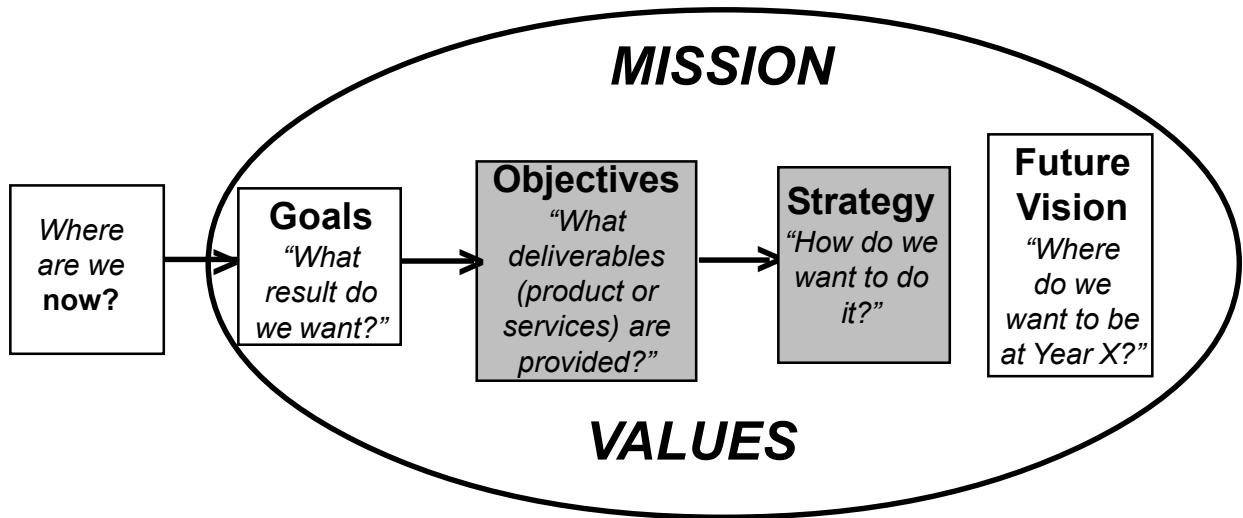 MISSION
Where
are we
now?
Goals
“What
result do
we want?”
Objectives
“What
deliverables
(product or
services) are
provided?”
Strategy
“How do we
want to do
it?”
Future
Vision
“Where
do we
want to be
at Year X?”
VALUES